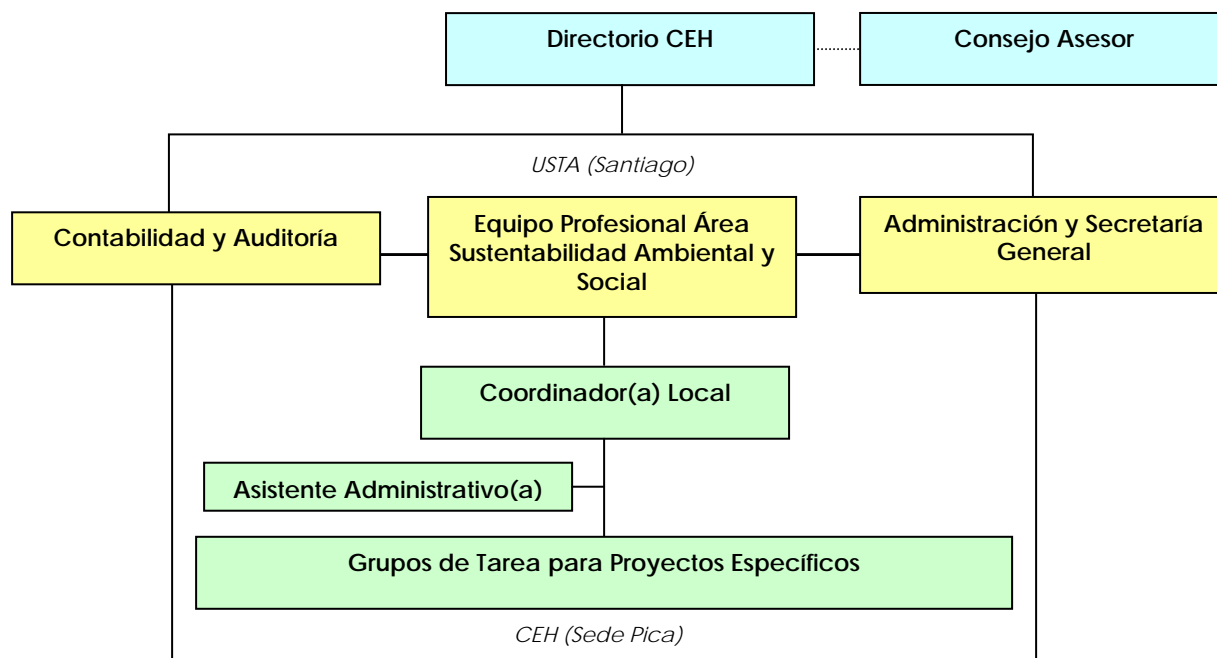 Directorio CEH
Consejo Asesor
USTA (Santiago)
Contabilidad y Auditoría
Equipo Profesional Área
Sustentabilidad Ambiental y
Social
Administración y Secretaría
General
Coordinador(a) Local
Asistente Administrativo(a)
Grupos de Tarea para Proyectos Específicos
CEH (Sede Pica)